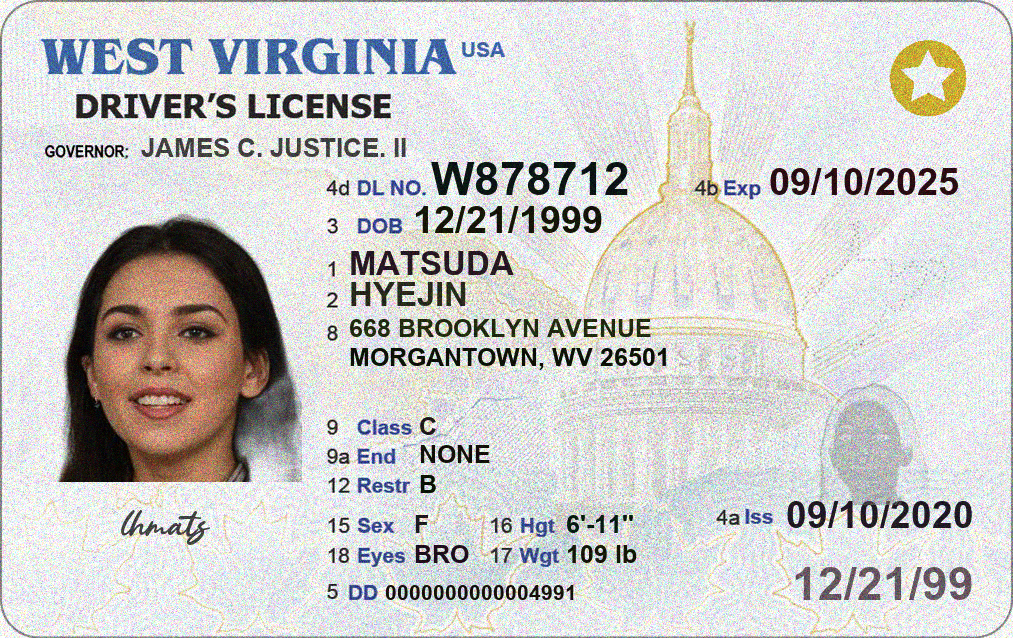 WEST VIRGINIA USA
DRIVER'S LICENSE
GOVERNOR: JAMES C. JUSTICE. II
4d DL NO. W878712 4b Exp 09/10/2025
3 DOB 12/21/1999
1 MATSUDA
2 HYEJIN
8 668 BROOKLYN AVENUE
MORGANTOWN, WV 26501
9 Class C
9a End NONE
12 Restr B
15 Sex F 16 Hgt 6'-11"
4a Iss 09/10/2020
18 Eyes BRO 17 Wgt 109 lb
5 DD 0000000000004991
12/21/99
lhmats